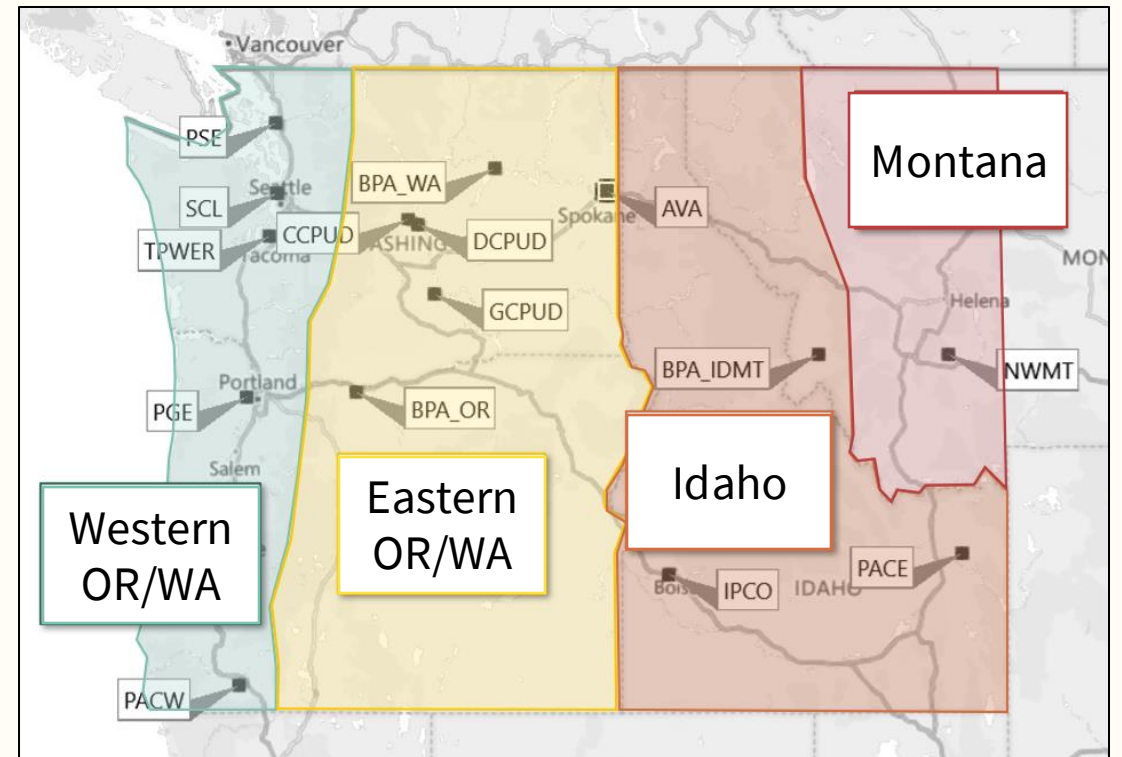 Vancouver
PSE
Montana
BPA_WA
Seattle
SCL
Spokane
AVA
CCPUD
DCPUD
TPWER
Tacoma
MON
GCPUD
Helena
BPA_IDMT
NWMT
Portland
PGE
BPA_OR
Salem
Idaho
Eastern
OR/WA
Western
OR/WA
PACE
IPCO
IDAHO
PACW